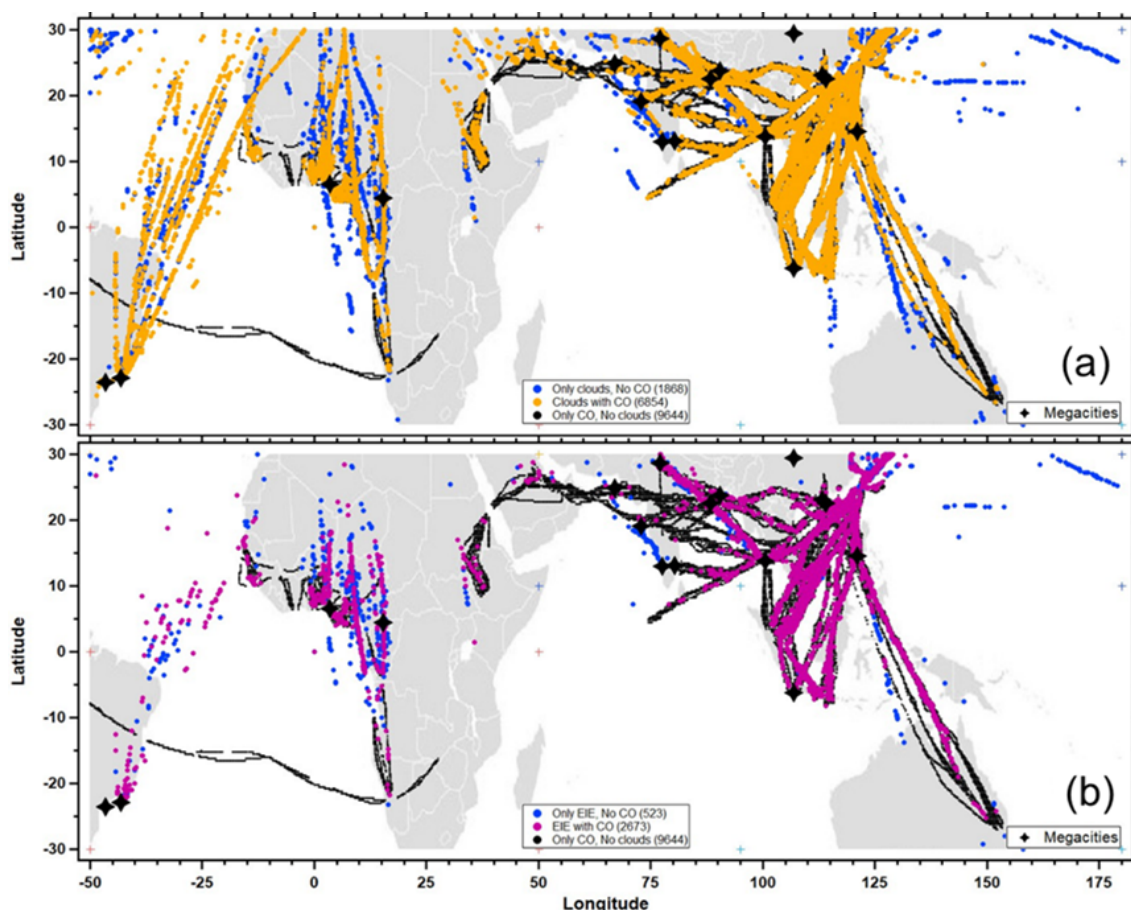 30
20
10
0
-10
-20
-30
Latitude
Only clouds, No CO (1868)
Clouds with CO (6854)
Only CO, No clouds (9644)
(a)
Megacities
30
20
10
0
-10
-20
-30
Latitude
Only EIE, No CO (523)
EIE with CO (2673)
Only CO, No clouds (9644)
(b)
Megacities
-50
-25
0
25
50
75
100
125
150
175
Longitude